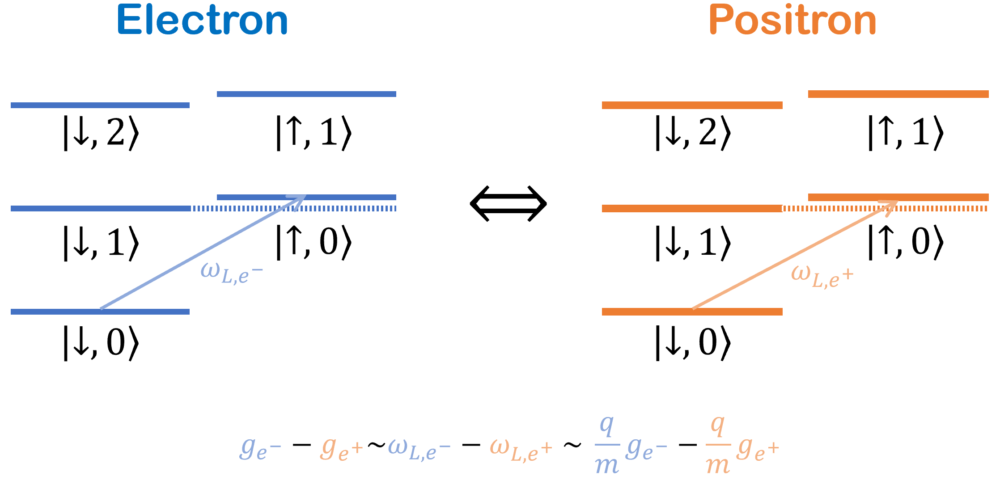 Electron Positron
|↓, 2⟩ |↑, 1⟩ |↓, 2⟩ |↑, 1⟩
⟺
|↓, 1⟩ |↑, 0⟩ |↓, 1⟩ |↑, 0⟩
ω_{L,e⁻} ω_{L,e⁺}
|↓, 0⟩ |↓, 0⟩
g_{e⁻} − g_{e⁺}~ω_{L,e⁻} − ω_{L,e⁺} ~ q/m g_{e⁻} − q/m g_{e⁺}